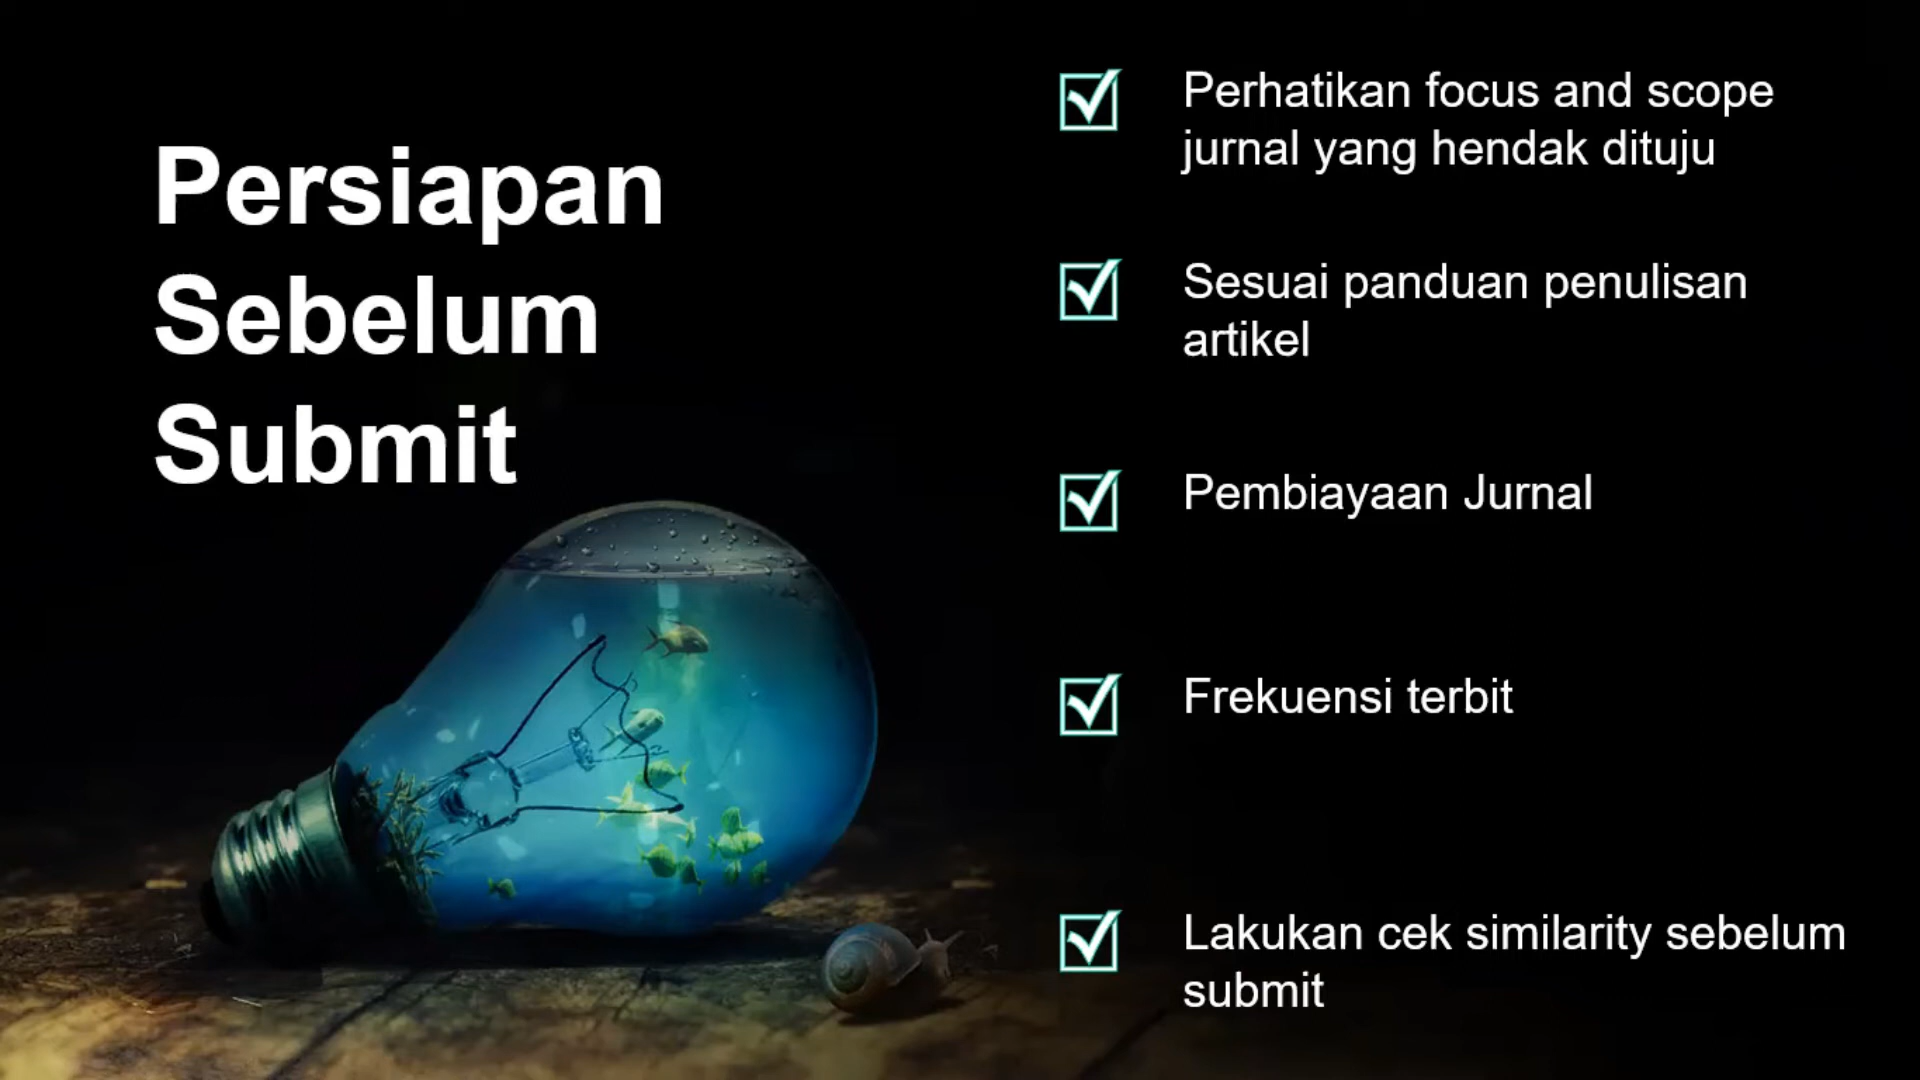 Persiapan
Sebelum
Submit
Perhatikan focus and scope
jurnal yang hendak dituju
Sesuai panduan penulisan
artikel
Pembiayaan Jurnal
Frekuensi terbit
Lakukan cek similarity sebelum
submit